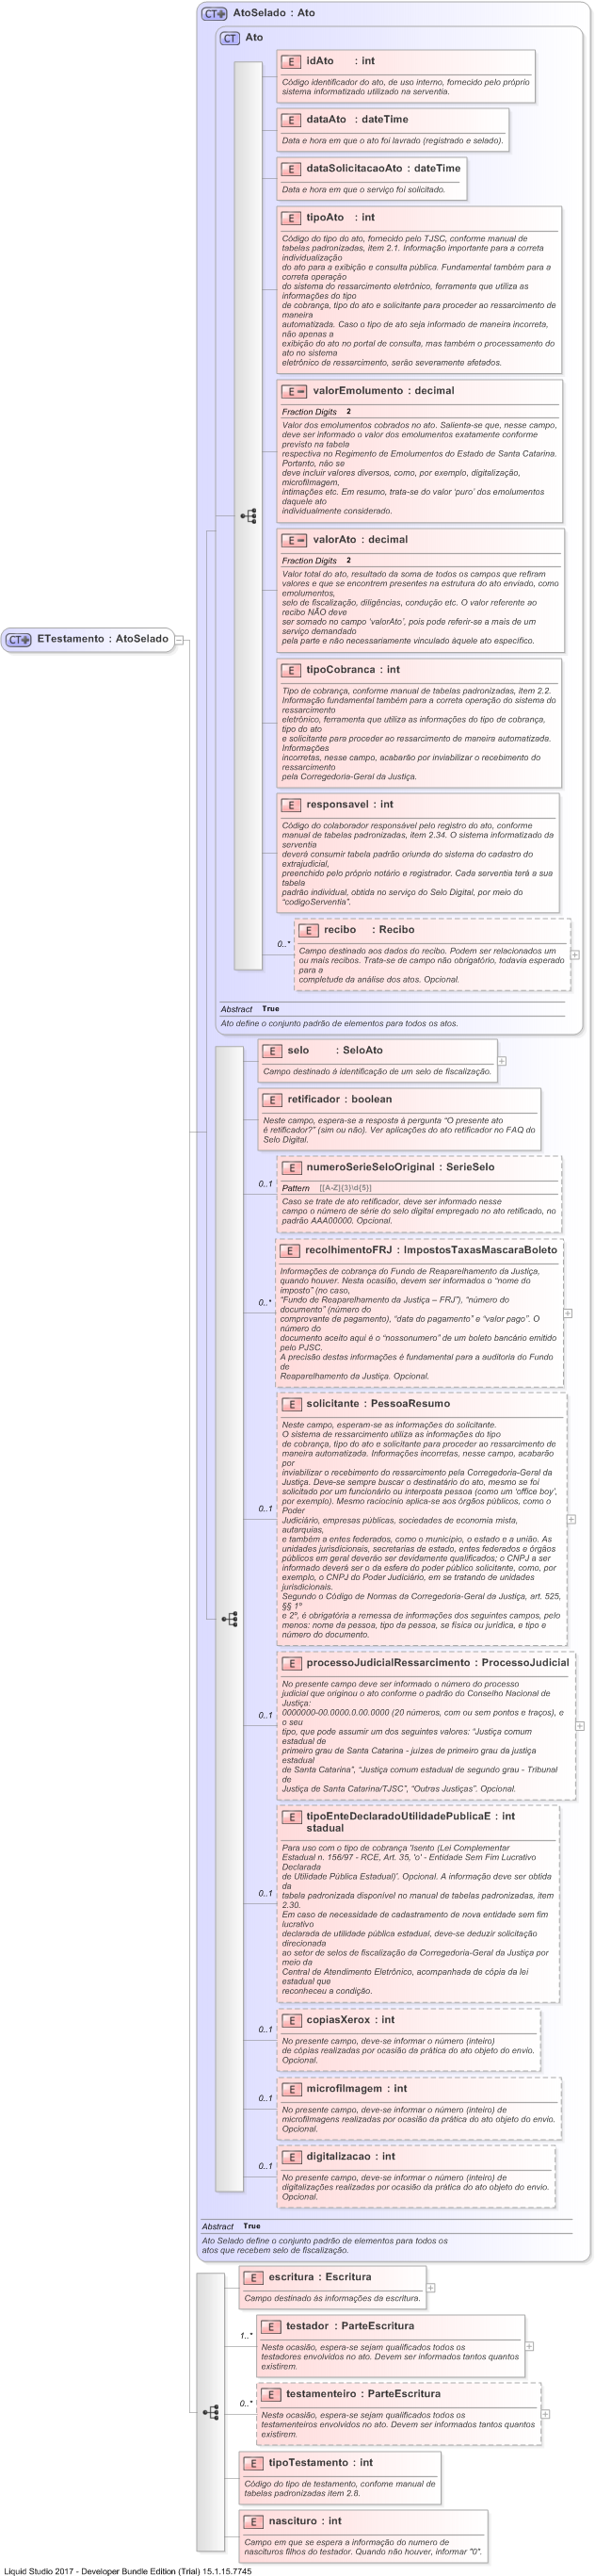 AtoSelado : Ato
Ato
idAto : int
Código identificador do ato, de uso interno, fornecido pelo próprio
sistema informatizado utilizado na serventia.
dataAto : dateTime
Data e hora em que o ato foi lavrado (registrado e selado).
dataSolicitacaoAto : dateTime
Data e hora em que o serviço foi solicitado.
tipoAto : int
Código do tipo do ato, fornecido pelo TJSC, conforme manual de
tabelas padronizadas, item 2.1. Informação importante para a correta
individualização
do ato para a exibição e consulta pública. Fundamental também para a
correta operação
do sistema do ressarcimento eletrônico, ferramenta que utiliza as
informações do tipo
de cobrança, tipo do ato e solicitante para proceder ao ressarcimento de
maneira
automatizada. Caso o tipo de ato seja informado de maneira incorreta,
não apenas a
exibição do ato no portal de consulta, mas também o processamento do
ato no sistema
eletrônico de ressarcimento, serão severamente afetados.
valorEmolumento : decimal
Fraction Digits 2
Valor dos emolumentos cobrados no ato. Salienta-se que, nesse campo,
deve ser informado o valor dos emolumentos exatamente conforme
previsto na tabela
respectiva no Regimento de Emolumentos do Estado de Santa Catarina.
Portanto, não se
deve incluir valores diversos, como, por exemplo, digitalização,
microfilmagem,
intimações etc. Em resumo, trata-se do valor ‘puro’ dos emolumentos
daquele ato
individualmente considerado.
valorAto : decimal
Fraction Digits 2
Valor total do ato, resultado da soma de todos os campos que refiram
valores e que se encontrem presentes na estrutura do ato enviado, como
emolumentos,
selo de fiscalização, diligências, condução etc. O valor referente ao
recibo NÃO deve
ser somado no campo ‘valorAto’, pois pode referir-se a mais de um
serviço demandado
pela parte e não necessariamente vinculado àquele ato específico.
ETestamento : AtoSelado
tipoCobranca : int
Tipo de cobrança, conforme manual de tabelas padronizadas, item 2.2.
Informação fundamental também para a correta operação do sistema do
ressarcimento
eletrônico, ferramenta que utiliza as informações do tipo de cobrança,
tipo do ato
e solicitante para proceder ao ressarcimento de maneira automatizada.
Informações
incorretas, nesse campo, acabarão por inviabilizar o recebimento do
ressarcimento
pela Corregedoria-Geral da Justiça.
responsavel : int
Código do colaborador responsável pelo registro do ato, conforme
manual de tabelas padronizadas, item 2.34. O sistema informatizado da
serventia
deverá consumir tabela padrão oriunda do sistema do cadastro do
extrajudicial,
preenchido pelo próprio notário e registrador. Cada serventia terá a sua
tabela
padrão individual, obtida no serviço do Selo Digital, por meio do
“codigoServentia”.
recibo : Recibo
0..*
Campo destinado aos dados do recibo. Podem ser relacionados um
ou mais recibos. Trata-se de campo não obrigatório, todavia esperado
para a
completude da análise dos atos. Opcional.
Abstract True
Ato define o conjunto padrão de elementos para todos os atos.
selo : SeloAto
Campo destinado à identificação de um selo de fiscalização.
retificador : boolean
Neste campo, espera-se a resposta à pergunta “O presente ato
é retificador?” (sim ou não). Ver aplicações do ato retificador no FAQ do
Selo Digital.
numeroSerieSeloOriginal : SerieSelo
0..1
Pattern [[A-Z]{3}\d{5}]
Caso se trate de ato retificador, deve ser informado nesse
campo o número de série do selo digital empregado no ato retificado, no
padrão AAA00000. Opcional.
recolhimentoFRJ : ImpostosTaxasMascaraBoleto
0..*
Informações de cobrança do Fundo de Reaparelhamento da Justiça,
quando houver. Nesta ocasião, devem ser informados o “nome do
imposto” (no caso,
“Fundo de Reaparelhamento da Justiça – FRJ”), “número do
documento” (número do
comprovante de pagamento), “data do pagamento” e “valor pago”. O
número do
documento aceito aqui é o “nossonumero” de um boleto bancário emitido
pelo PJSC.
A precisão destas informações é fundamental para a auditoria do Fundo
de
Reaparelhamento da Justiça. Opcional.
solicitante : PessoaResumo
0..1
Neste campo, esperam-se as informações do solicitante.
O sistema de ressarcimento utiliza as informações do tipo
de cobrança, tipo do ato e solicitante para proceder ao ressarcimento de
maneira automatizada. Informações incorretas, nesse campo, acabarão
por
inviabilizar o recebimento do ressarcimento pela Corregedoria-Geral da
Justiça. Deve-se sempre buscar o destinatário do ato, mesmo se foi
solicitado por um funcionário ou interposta pessoa (como um ‘office boy’,
por exemplo). Mesmo raciocínio aplica-se aos órgãos públicos, como o
Poder
Judiciário, empresas públicas, sociedades de economia mista,
autarquias,
e também a entes federados, como o município, o estado e a união. As
unidades jurisdicionais, secretarias de estado, entes federados e órgãos
públicos em geral deverão ser devidamente qualificados; o CNPJ a ser
informado deverá ser o da esfera do poder público solicitante, como, por
exemplo, o CNPJ do Poder Judiciário, em se tratando de unidades
jurisdicionais.
Segundo o Código de Normas da Corregedoria-Geral da Justiça, art. 525,
§§ 1º
e 2º, é obrigatória a remessa de informações dos seguintes campos, pelo
menos: nome da pessoa, tipo da pessoa, se física ou jurídica, e tipo e
número do documento.
processoJudicialRessarcimento : ProcessoJudicial
0..1
No presente campo deve ser informado o número do processo
judicial que originou o ato conforme o padrão do Conselho Nacional de
Justiça:
0000000-00.0000.0.00.0000 (20 números, com ou sem pontos e traços), e
o seu
tipo, que pode assumir um dos seguintes valores: “Justiça comum
estadual de
primeiro grau de Santa Catarina - juízes de primeiro grau da justiça
estadual
de Santa Catarina”, “Justiça comum estadual de segundo grau - Tribunal
de
Justiça de Santa Catarina/TJSC”, “Outras Justiças”. Opcional.
tipoEnteDeclaradoUtilidadePublicaE : int
stadual
0..1
Para uso com o tipo de cobrança 'Isento (Lei Complementar
Estadual n. 156/97 - RCE, Art. 35, 'o' - Entidade Sem Fim Lucrativo
Declarada
de Utilidade Pública Estadual)'. Opcional. A informação deve ser obtida
da
tabela padronizada disponível no manual de tabelas padronizadas, item
2.30.
Em caso de necessidade de cadastramento de nova entidade sem fim
lucrativo
declarada de utilidade pública estadual, deve-se deduzir solicitação
direcionada
ao setor de selos de fiscalização da Corregedoria-Geral da Justiça por
meio da
Central de Atendimento Eletrônico, acompanhada de cópia da lei
estadual que
reconheceu a condição.
copiasXerox : int
0..1
No presente campo, deve-se informar o número (inteiro)
de cópias realizadas por ocasião da prática do ato objeto do envio.
Opcional.
microfilmagem : int
0..1
No presente campo, deve-se informar o número (inteiro) de
microfilmagens realizadas por ocasião da prática do ato objeto do envio.
Opcional.
digitalizacao : int
0..1
No presente campo, deve-se informar o número (inteiro) de
digitalizações realizadas por ocasião da prática do ato objeto do envio.
Opcional.
Abstract True
Ato Selado define o conjunto padrão de elementos para todos os
atos que recebem selo de fiscalização.
escritura : Escritura
Campo destinado às informações da escritura.
testador : ParteEscritura
1..*
Nesta ocasião, espera-se sejam qualificados todos os
testadores envolvidos no ato. Devem ser informados tantos quantos
existirem.
testamenteiro : ParteEscritura
0..*
Nesta ocasião, espera-se sejam qualificados todos os
testamenteiros envolvidos no ato. Devem ser informados tantos quantos
existirem.
tipoTestamento : int
Código do tipo de testamento, confome manual de
tabelas padronizadas item 2.8.
nascituro : int
Campo em que se espera a informação do numero de
nascituros filhos do testador. Quando não houver, informar "0".
Liquid Studio 2017 - Developer Bundle Edition (Trial) 15.1.15.7745